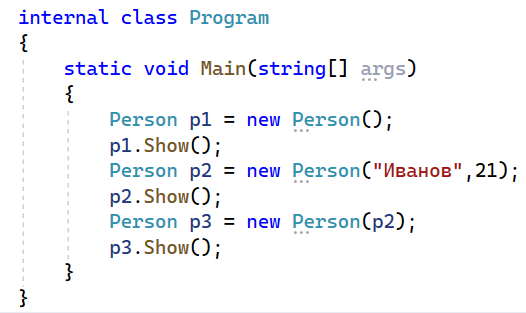 internal class Program
{
static void Main(string[] args)
{
Person p1 = new Person();
p1.Show();
Person p2 = new Person("Иванов",21);
p2.Show();
Person p3 = new Person(p2);
p3.Show();
}
}